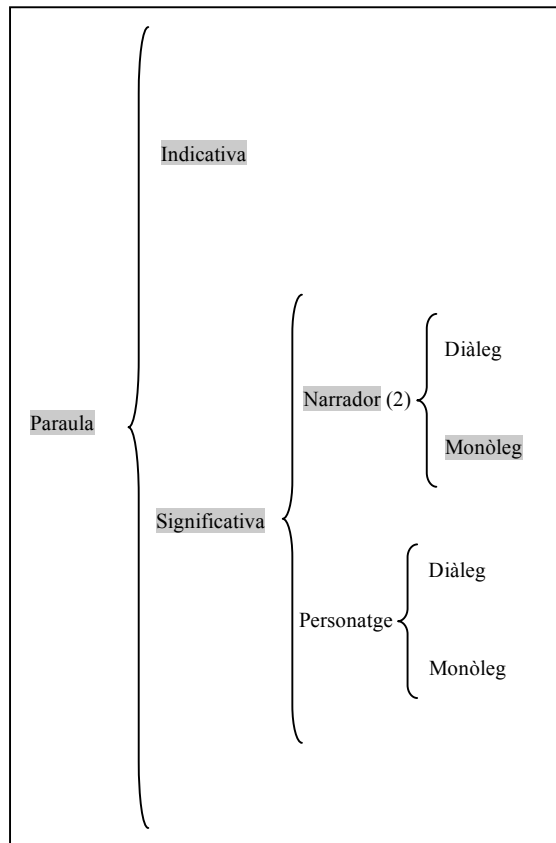 Indicativa
Diàleg
Narrador (2)
Paraula
Monòleg
Significativa
Diàleg
Personatge
Monòleg